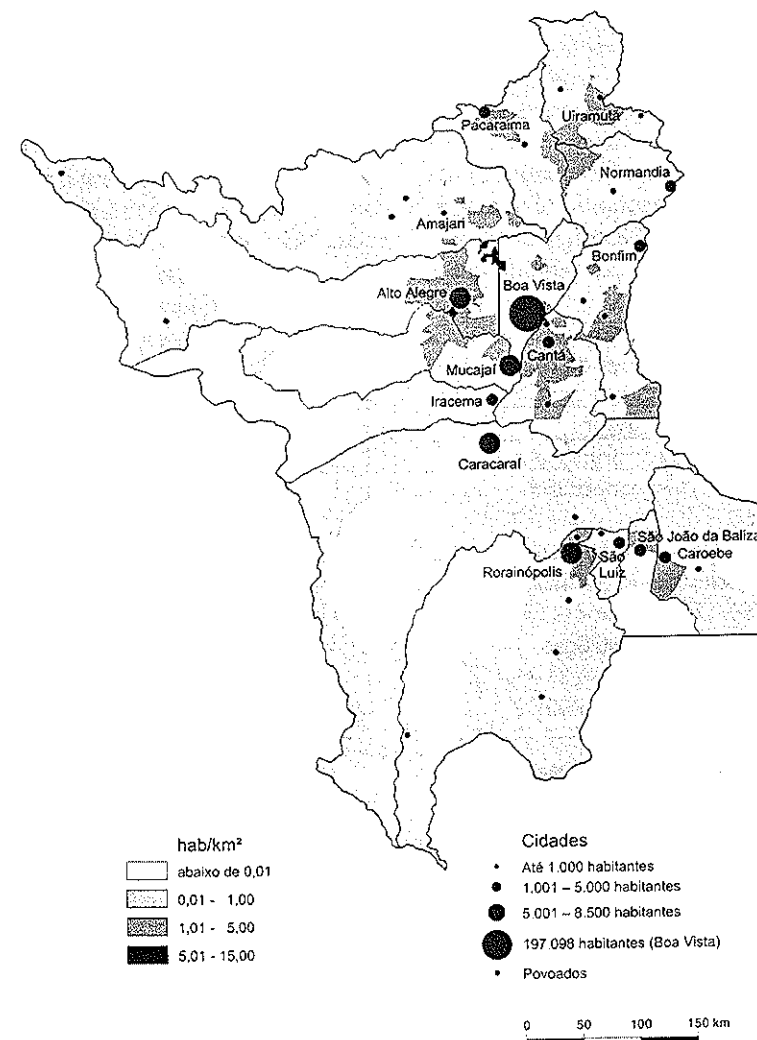 Pacaraima
Uiramutã
Normandia
Amajari
Bonfim
Alto Alegre
Boa Vista
Cantá
Mucajaí
Iracema
Caracaraí
São João da Baliza
Caroebe
São
Luiz
Rorainópolis
hab/km²
abaixo de 0,01
0,01 - 1,00
1,01 - 5,00
5,01 - 15,00
Cidades
Até 1.000 habitantes
1.001 – 5.000 habitantes
5.001 – 8.500 habitantes
197.098 habitantes (Boa Vista)
Povoados
0 50 100 150 km